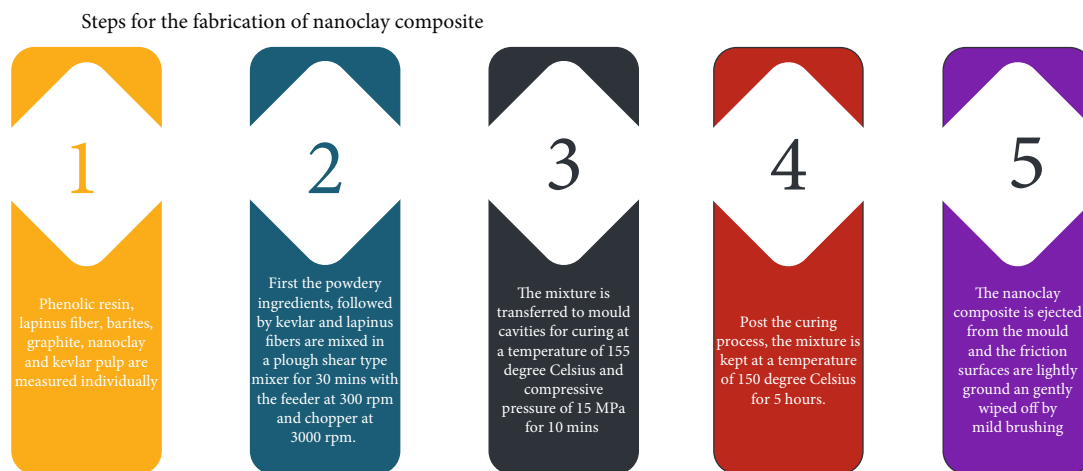 Steps for the fabrication of nanoclay composite
1
Phenolic resin,
lapinus fiber, barites,
graphite, nanoclay
and kevlar pulp are
measured individually
2
First the powdery
ingredients, followed
by kevlar and lapinus
fibers are mixed in
a plough shear type
mixer for 30 mins with
the feeder at 300 rpm
and chopper at
3000 rpm.
3
The mixture is
transferred to mould
cavities for curing at
a temperature of 155
degree Celsius and
compressive
pressure of 15 MPa
for 10 mins
4
Post the curing
process, the mixture is
kept at a temperature
of 150 degree Celsius
for 5 hours.
5
The nanoclay
composite is ejected
from the mould
and the friction
surfaces are lightly
ground an gently
wiped off by
mild brushing